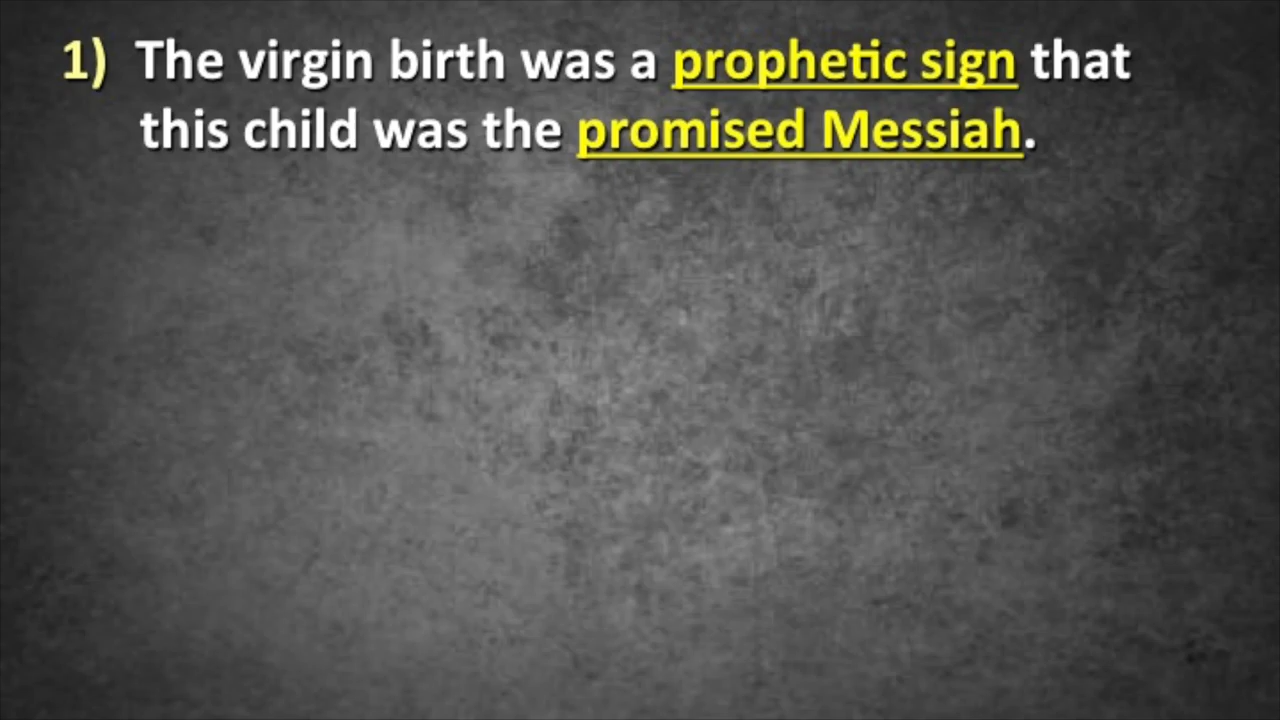 1) The virgin birth was a prophetic sign that
this child was the promised Messiah.